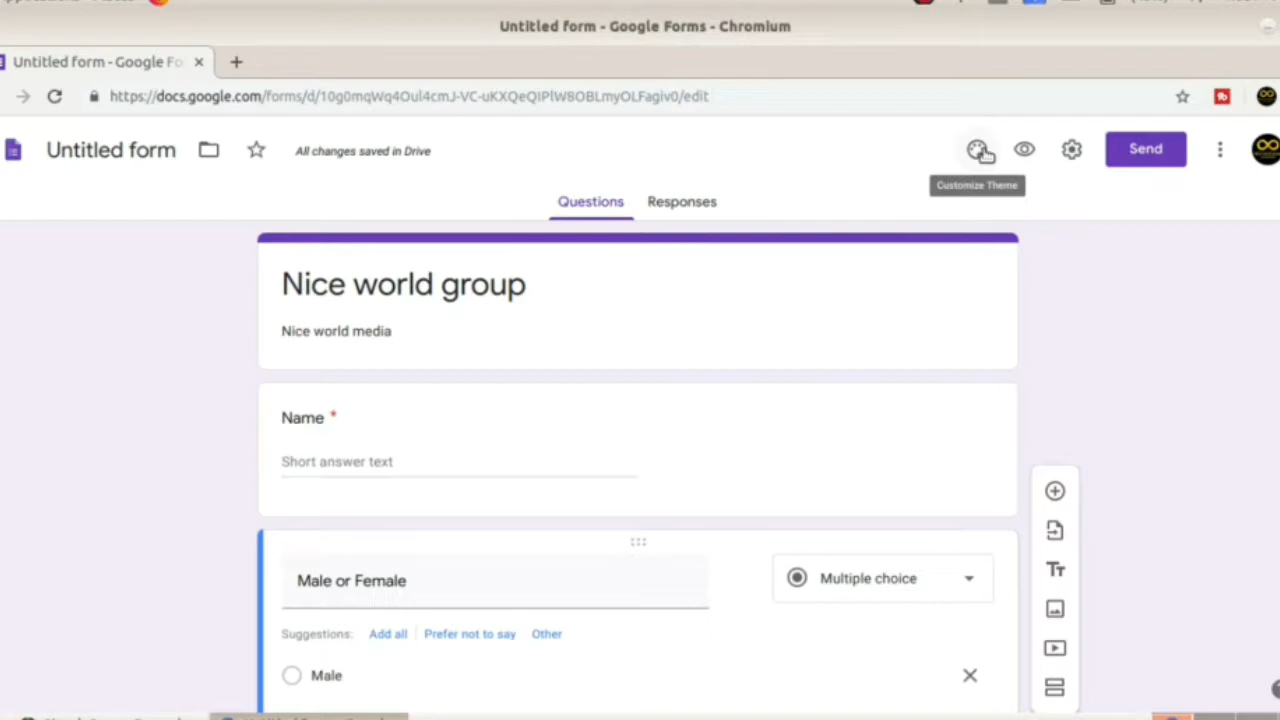 Untitled form - Google Forms - Chromium
Untitled form - Google Fo
https://docs.google.com/forms/d/10g0mqWq4Oul4cmJ-VC-uKXQeQIPlW8OBLmyOLFagiv0/edit
Untitled form
All changes saved in Drive
Send
Customize Theme
Questions Responses
Nice world group
Nice world media
Name *
Short answer text
Male or Female
Multiple choice
Suggestions: Add all Prefer not to say Other
Male